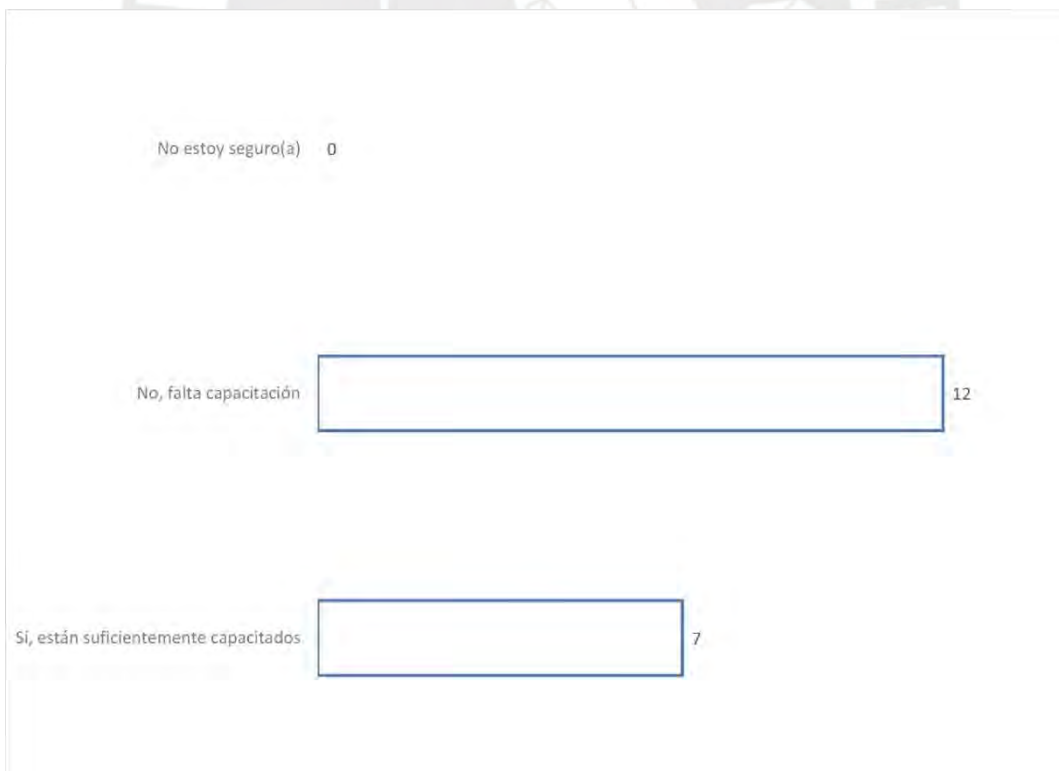 No estoy seguro(a) 0
No, falta capacitación 12
Sí, están suficientemente capacitados 7